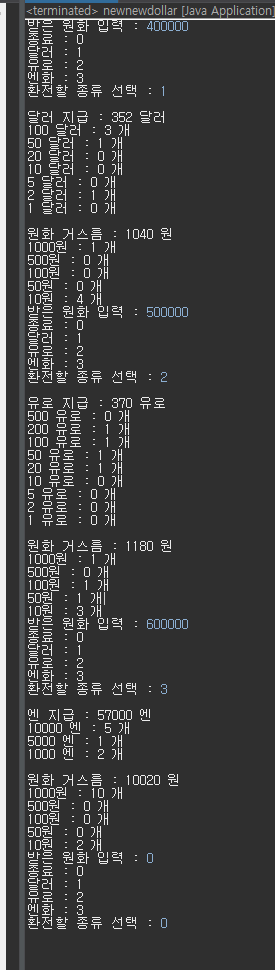 <terminated> newnewdollar [Java Application]
받은 원화 입력 : 400000
종료 : 0
달러 : 1
유로 : 2
엔화 : 3
환전할 종류 선택 : 1
달러 지급 : 352 달러
100 달러 : 3 개
50 달러 : 1 개
20 달러 : 0 개
10 달러 : 0 개
5 달러 : 0 개
2 달러 : 1 개
1 달러 : 0 개
원화 거스름 : 1040 원
1000원 : 1 개
500원 : 0 개
100원 : 0 개
50원 : 0 개
10원 : 4 개
받은 원화 입력 : 500000
종료 : 0
달러 : 1
유로 : 2
엔화 : 3
환전할 종류 선택 : 2
유로 지급 : 370 유로
500 유로 : 0 개
200 유로 : 1 개
100 유로 : 1 개
50 유로 : 1 개
20 유로 : 1 개
10 유로 : 0 개
5 유로 : 0 개
2 유로 : 0 개
1 유로 : 0 개
원화 거스름 : 1180 원
1000원 : 1 개
500원 : 0 개
100원 : 1 개
50원 : 1 개
10원 : 3 개
받은 원화 입력 : 600000
종료 : 0
달러 : 1
유로 : 2
엔화 : 3
환전할 종류 선택 : 3
엔 지급 : 57000 엔
10000 엔 : 5 개
5000 엔 : 1 개
1000 엔 : 2 개
원화 거스름 : 10020 원
1000원 : 10 개
500원 : 0 개
100원 : 0 개
50원 : 0 개
10원 : 2 개
받은 원화 입력 : 0
종료 : 0
달러 : 1
유로 : 2
엔화 : 3
환전할 종류 선택 : 0